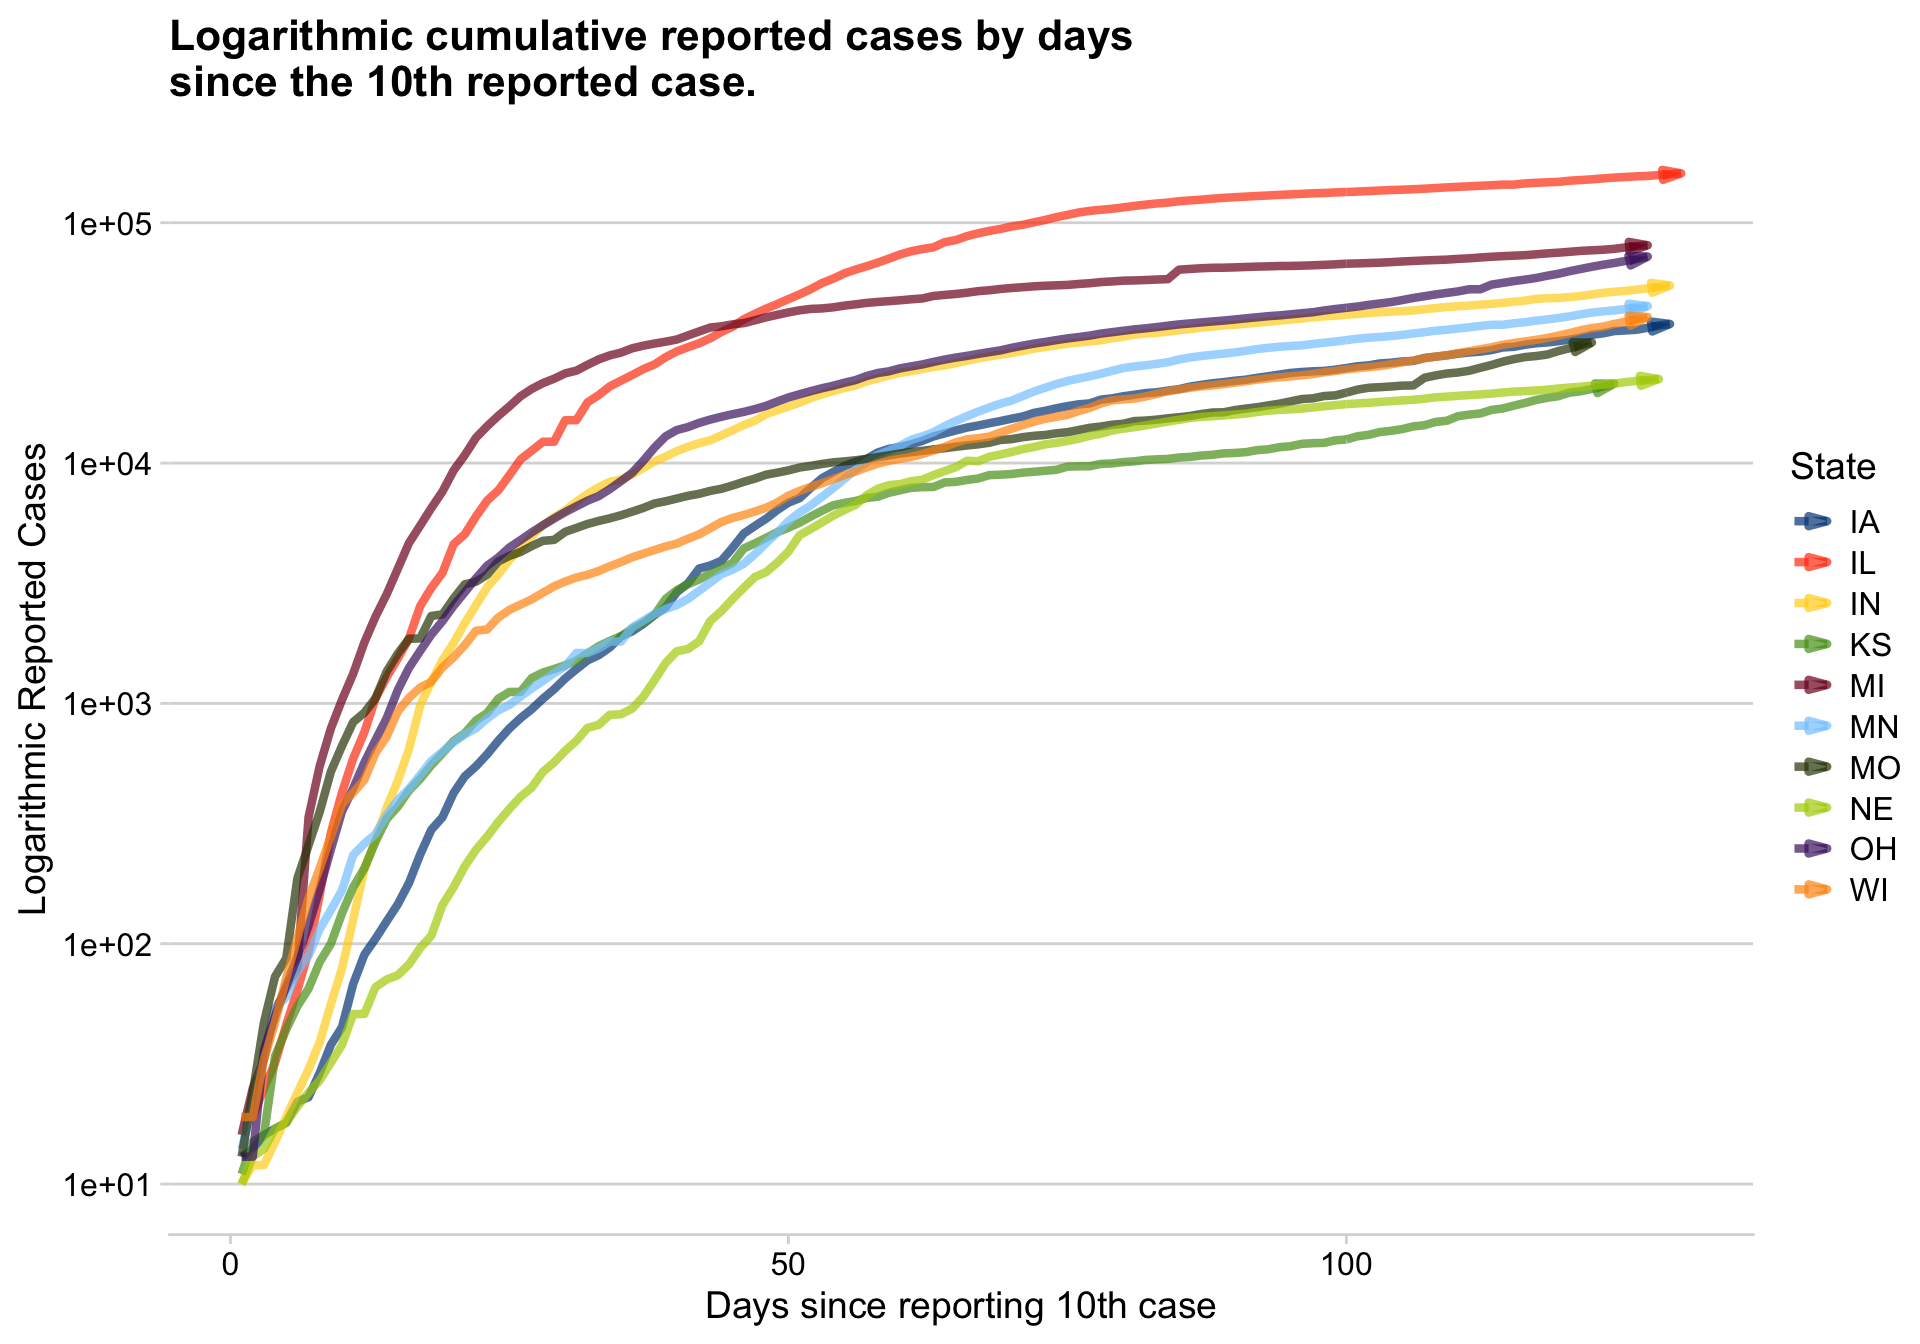 Logarithmic cumulative reported cases by days
since the 10th reported case.
Logarithmic Reported Cases
1e+05
1e+04
1e+03
1e+02
1e+01
0 50 100
Days since reporting 10th case
State
IA
IL
IN
KS
MI
MN
MO
NE
OH
WI